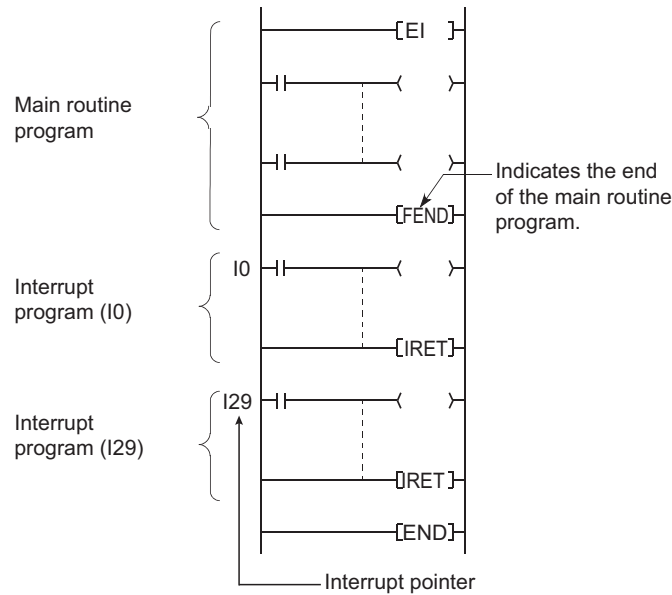 [EI ]
Main routine
program
Indicates the end
of the main routine
program.
[FEND]
I0
Interrupt
program (I0)
[IRET]
I29
Interrupt
program (I29)
[IRET]
[END]
Interrupt pointer